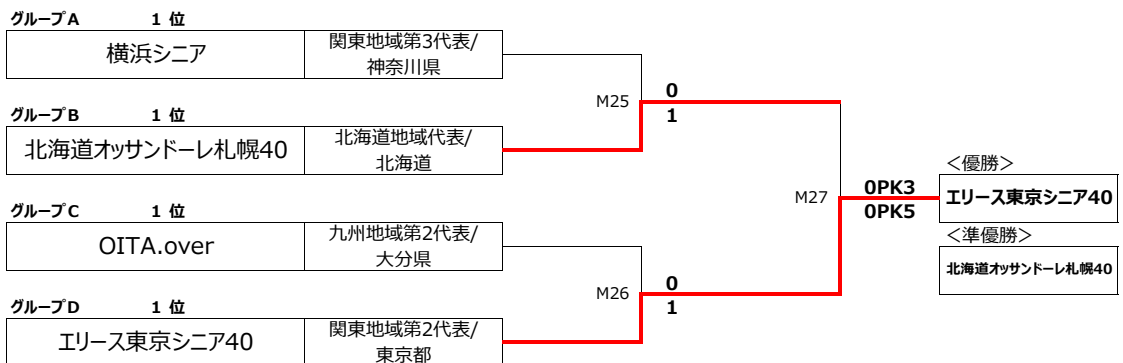 グループA 1 位
横浜シニア
関東地域第3代表/
神奈川県
M25
0
1
グループB 1 位
北海道オッサンドーレ札幌40
北海道地域代表/
北海道
M27
0PK3
0PK5
＜優勝＞
エリース東京シニア40
＜準優勝＞
北海道オッサンドーレ札幌40
グループC 1 位
OITA.over
九州地域第2代表/
大分県
M26
0
1
グループD 1 位
エリース東京シニア40
関東地域第2代表/
東京都